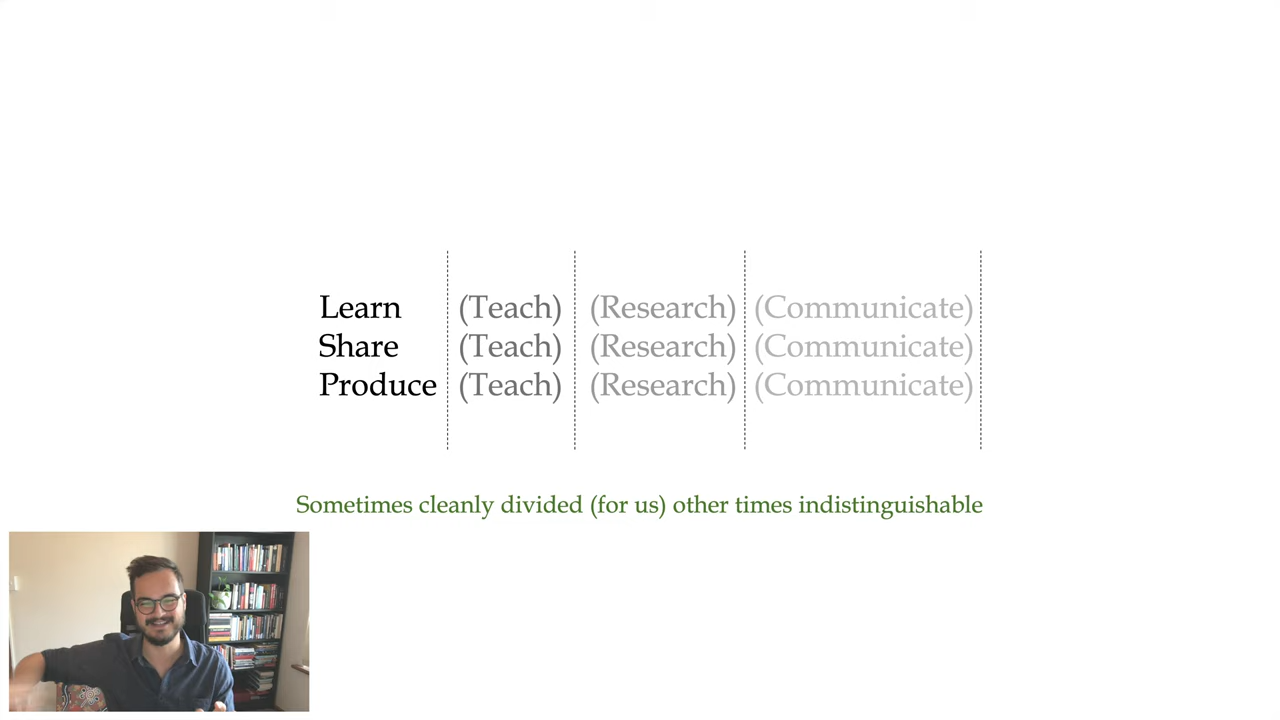 Learn (Teach) (Research) (Communicate)
Share (Teach) (Research) (Communicate)
Produce (Teach) (Research) (Communicate)
Sometimes cleanly divided (for us) other times indistinguishable